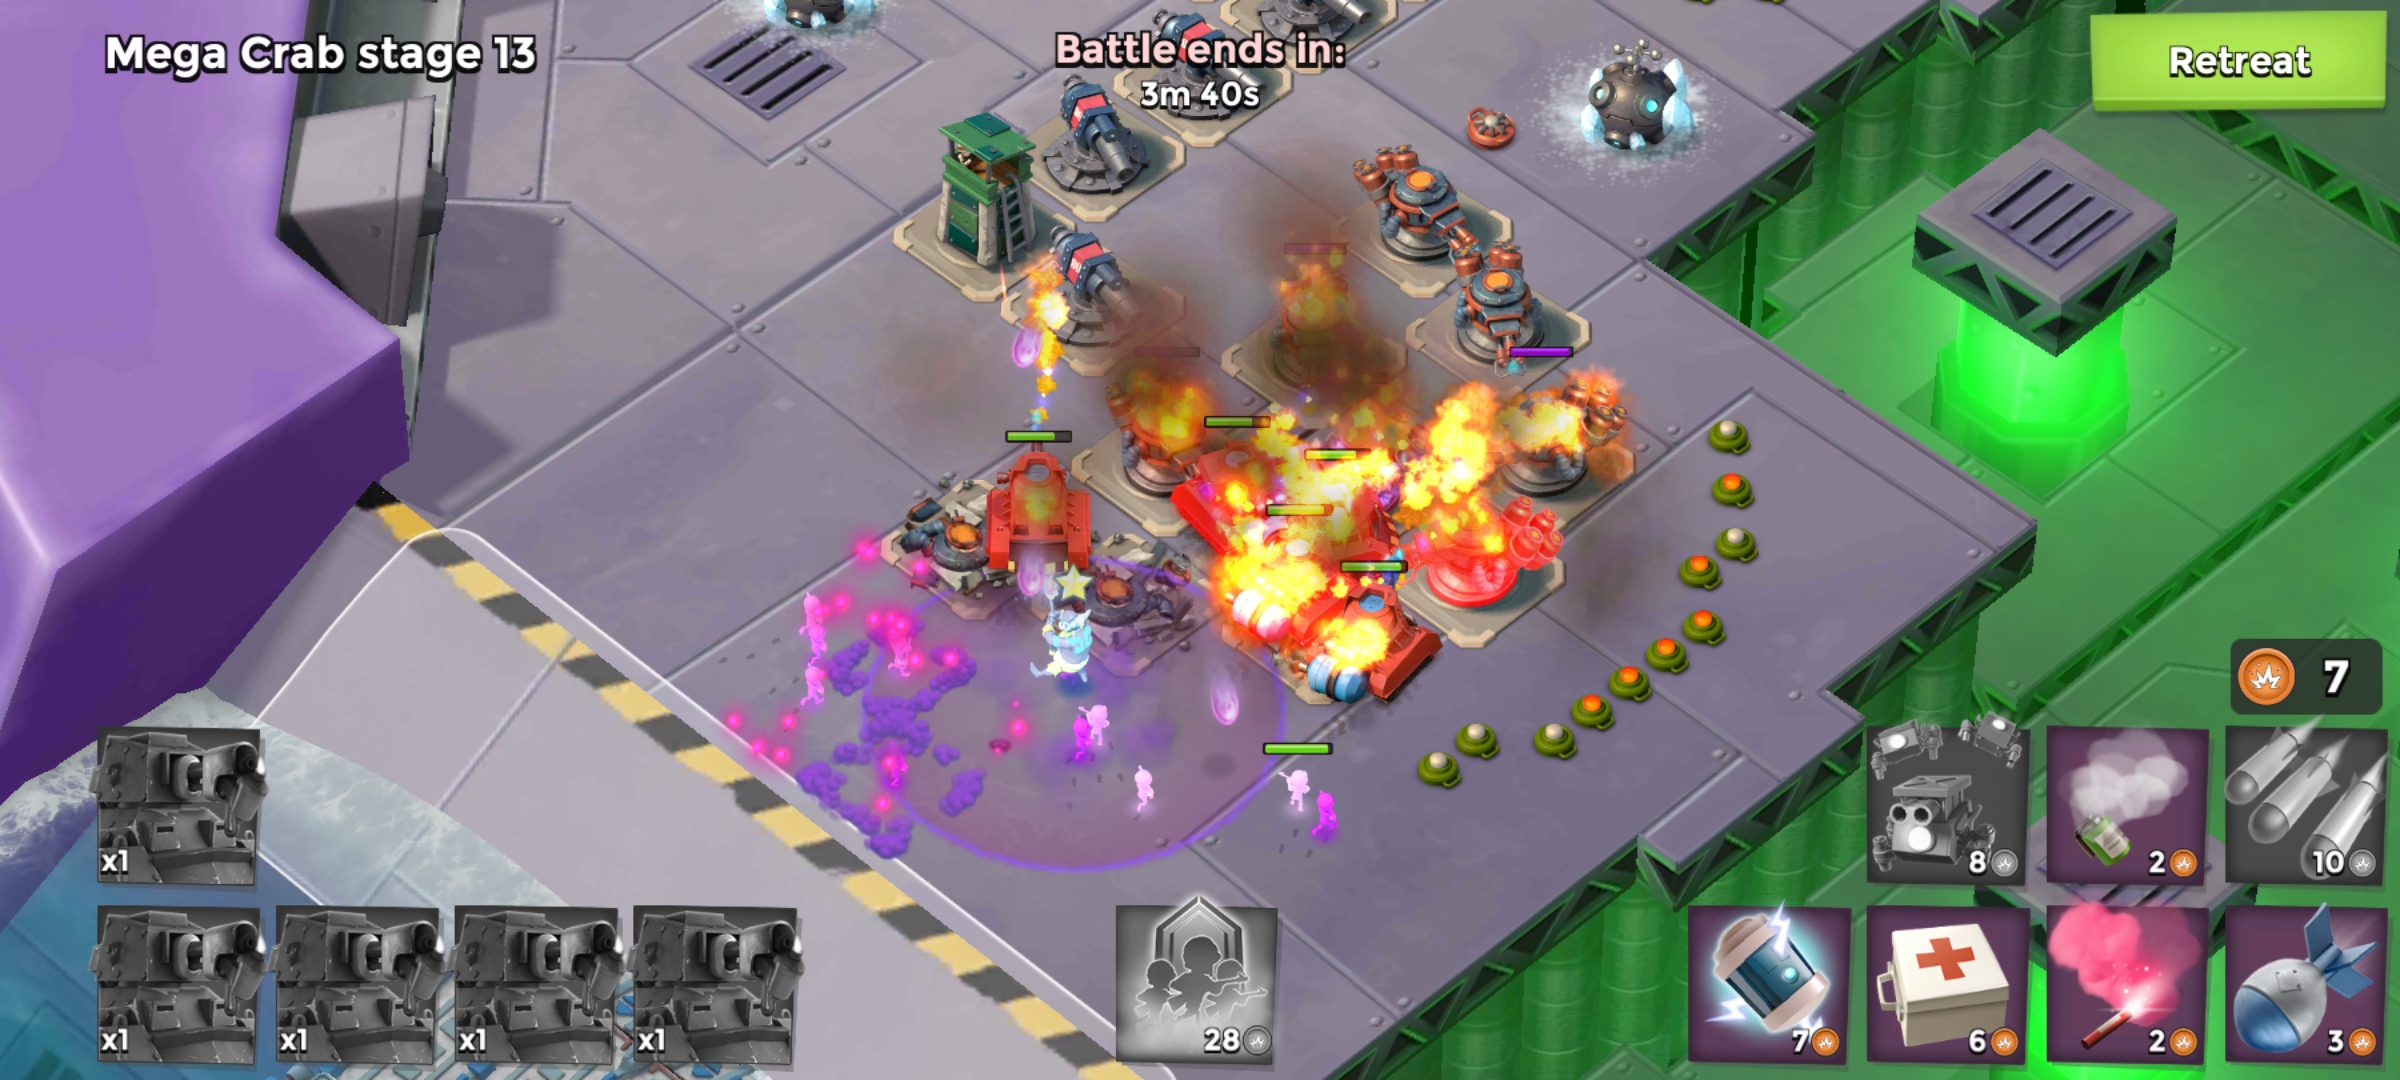 Mega Crab stage 13
Battle ends in:
3m 40s
Retreat
7
8
2
10
x1
x1
x1
x1
x1
28
7
6
2
3